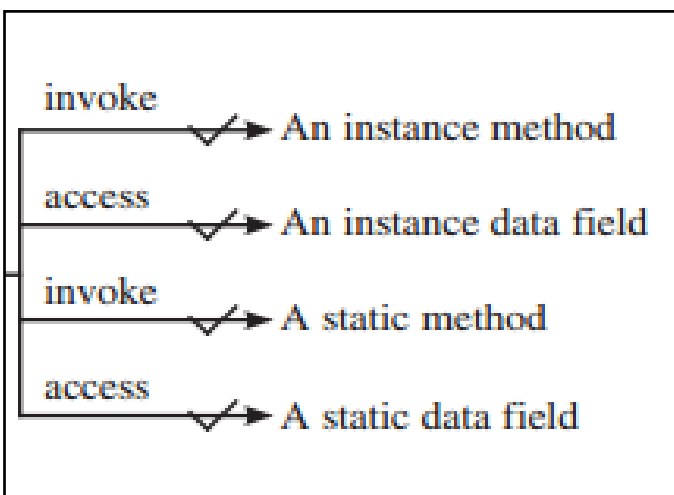 invoke
An instance method
access
An instance data field
invoke
A static method
access
A static data field